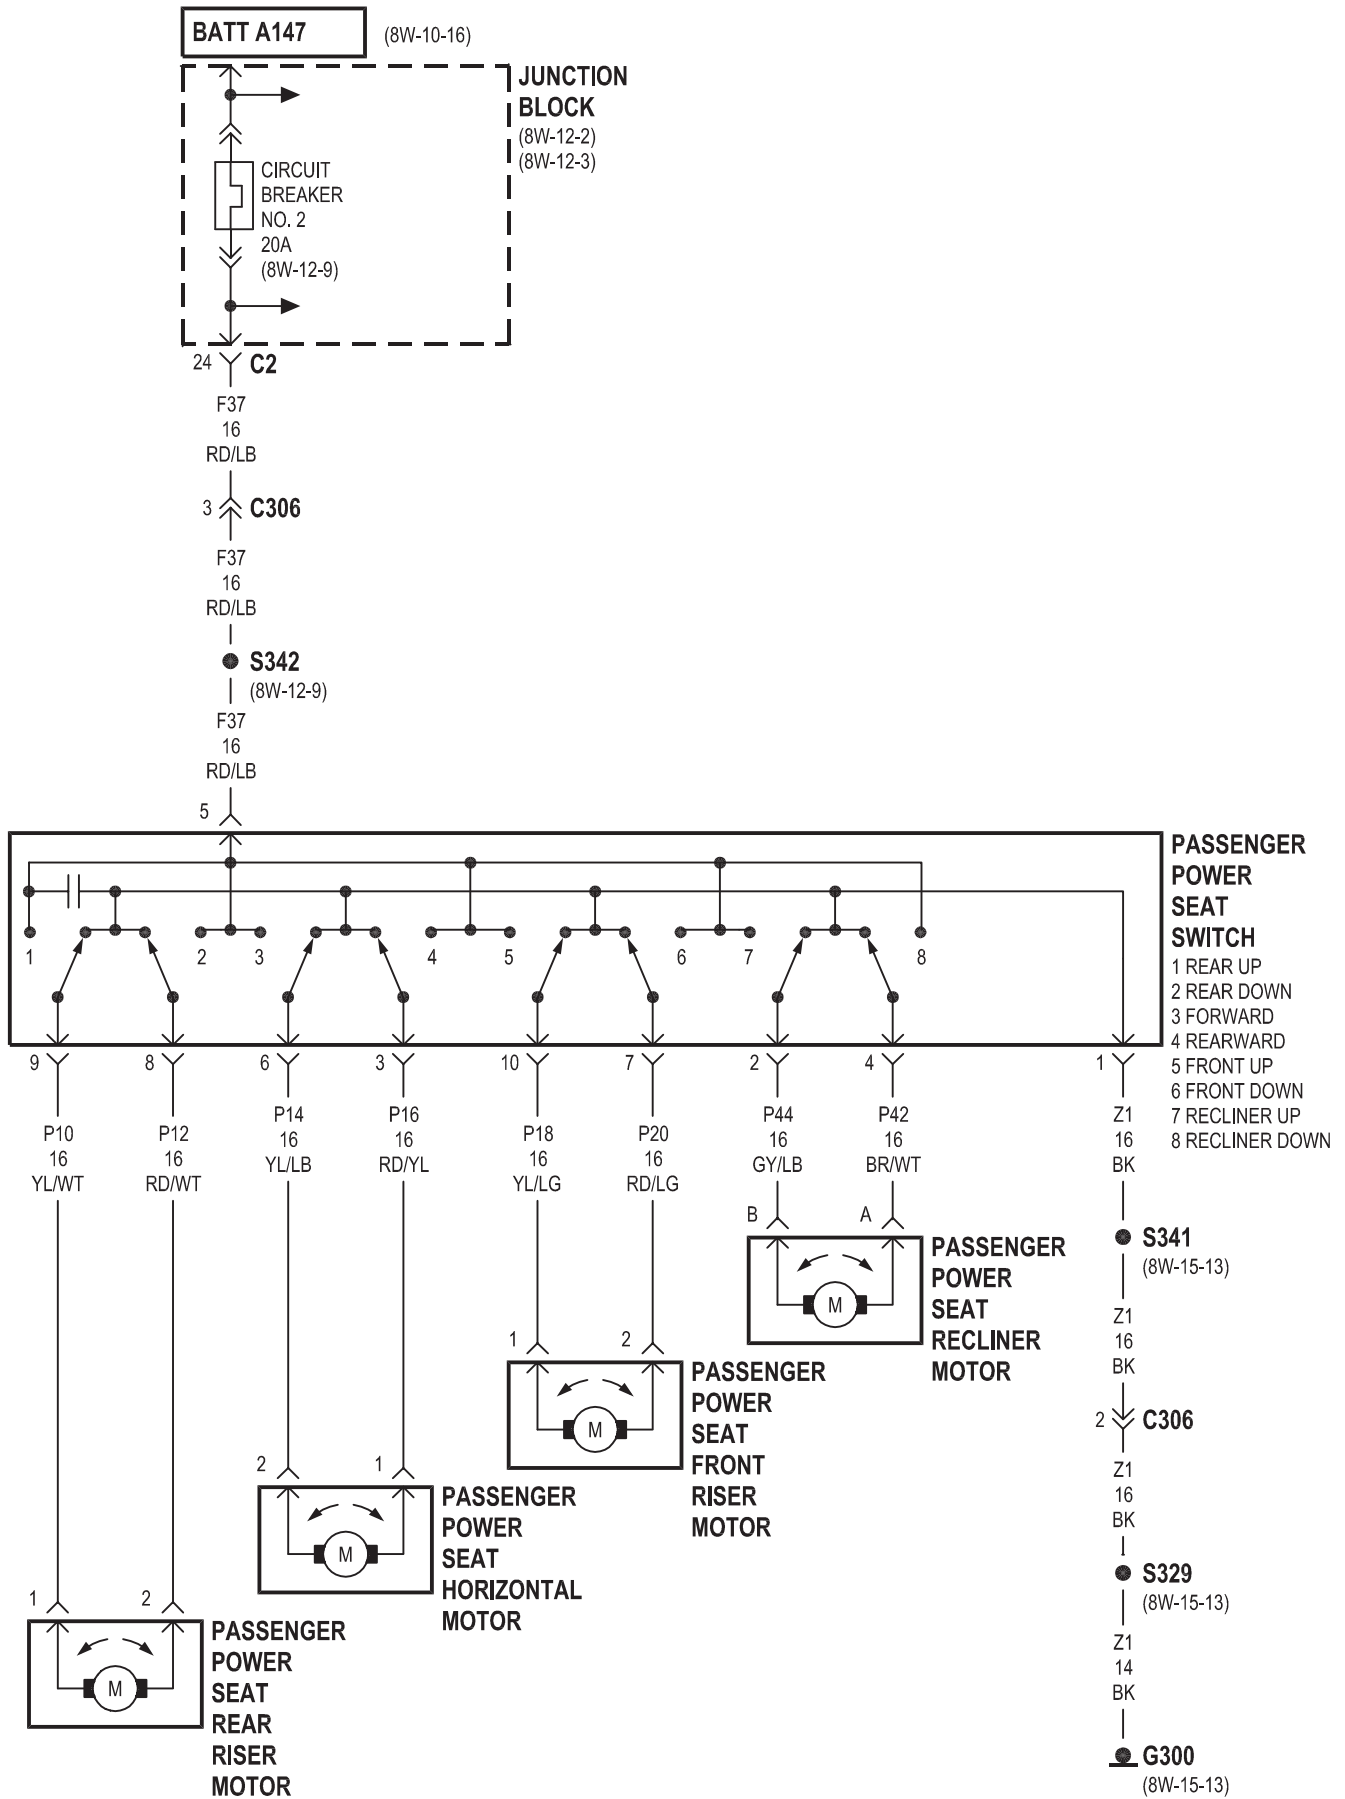 BATT A147
(8W-10-16)
JUNCTION
BLOCK
(8W-12-2)
(8W-12-3)
CIRCUIT
BREAKER
NO. 2
20A
(8W-12-9)
24
C2
F37
16
RD/LB
3
C306
F37
16
RD/LB
S342
(8W-12-9)
F37
16
RD/LB
5
PASSENGER
POWER
SEAT
SWITCH
1 REAR UP
2 REAR DOWN
3 FORWARD
4 REARWARD
5 FRONT UP
6 FRONT DOWN
7 RECLINER UP
8 RECLINER DOWN
1 2 3 4 5 6 7 8
9 8 6 3 10 7 2 4 1
P10
16
YL/WT
P12
16
RD/WT
P14
16
YL/LB
P16
16
RD/YL
P18
16
YL/LG
P20
16
RD/LG
P44
16
GY/LB
P42
16
BR/WT
Z1
16
BK
B A
M
PASSENGER
POWER
SEAT
RECLINER
MOTOR
S341
(8W-15-13)
Z1
16
BK
1 2
M
PASSENGER
POWER
SEAT
FRONT
RISER
MOTOR
2
C306
Z1
16
BK
2 1
M
PASSENGER
POWER
SEAT
HORIZONTAL
MOTOR
S329
(8W-15-13)
Z1
14
BK
1 2
M
PASSENGER
POWER
SEAT
REAR
RISER
MOTOR
G300
(8W-15-13)